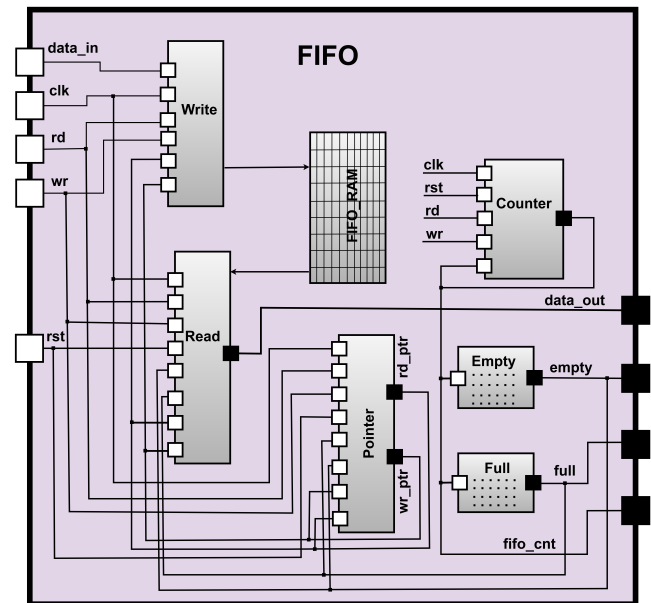 FIFO
data_in
clk
rd
wr
rst
Write
FIFO_RAM
clk
rst
rd
wr
Counter
Read
data_out
rd_ptr
Pointer
wr_ptr
Empty
empty
Full
full
fifo_cnt